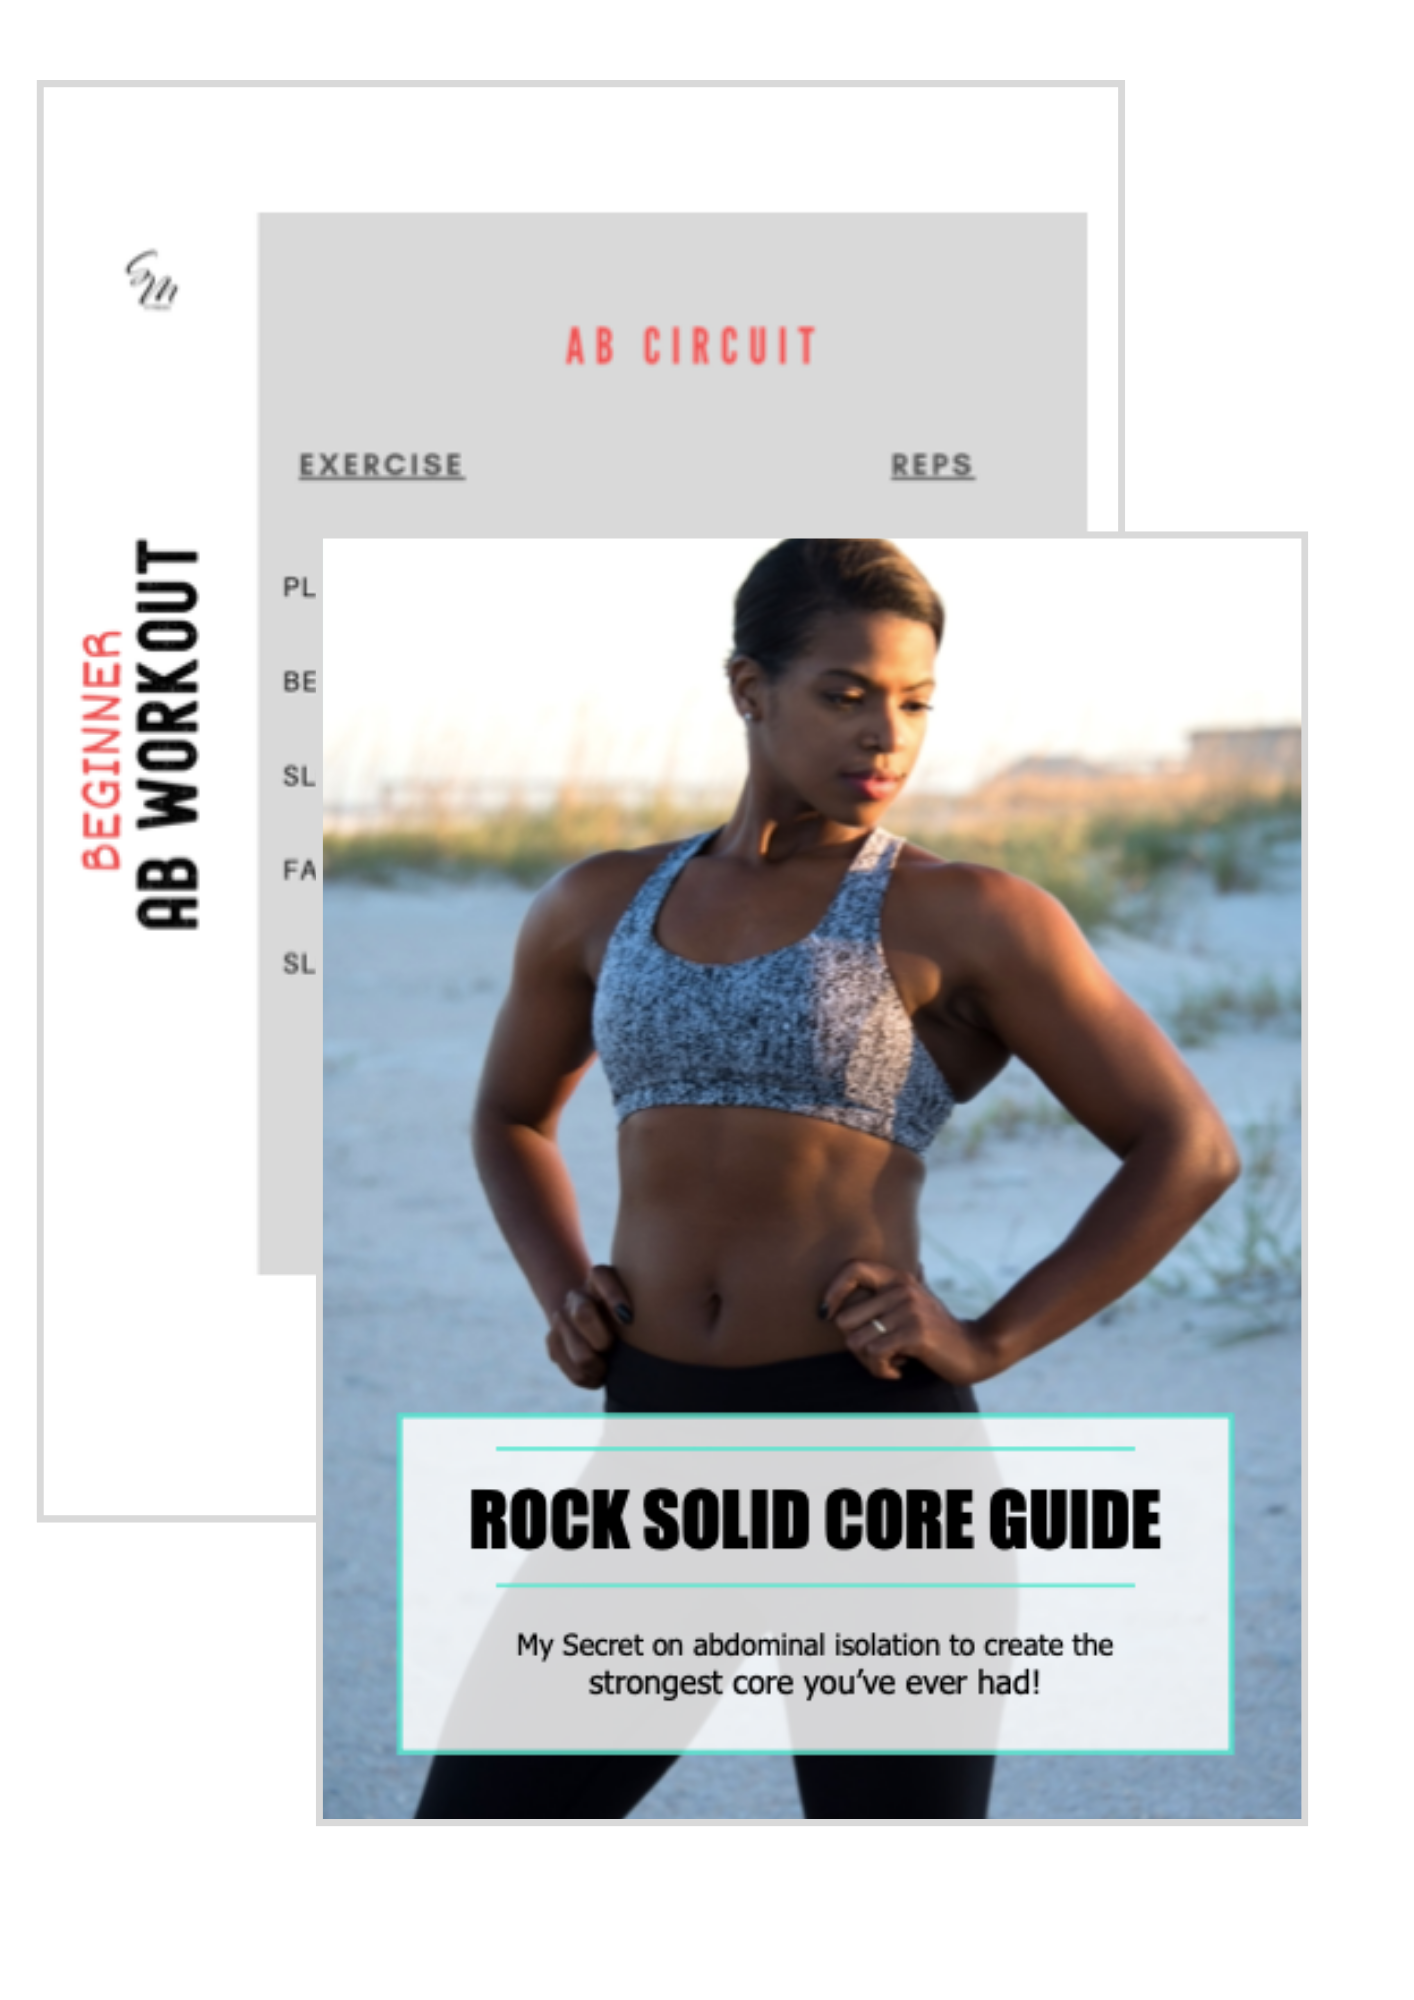 SM
AB CIRCUIT
EXERCISE REPS
BEGINNER
AB WORKOUT
PL
BE
SL
FA
SL
ROCK SOLID CORE GUIDE
My Secret on abdominal isolation to create the
strongest core you've ever had!